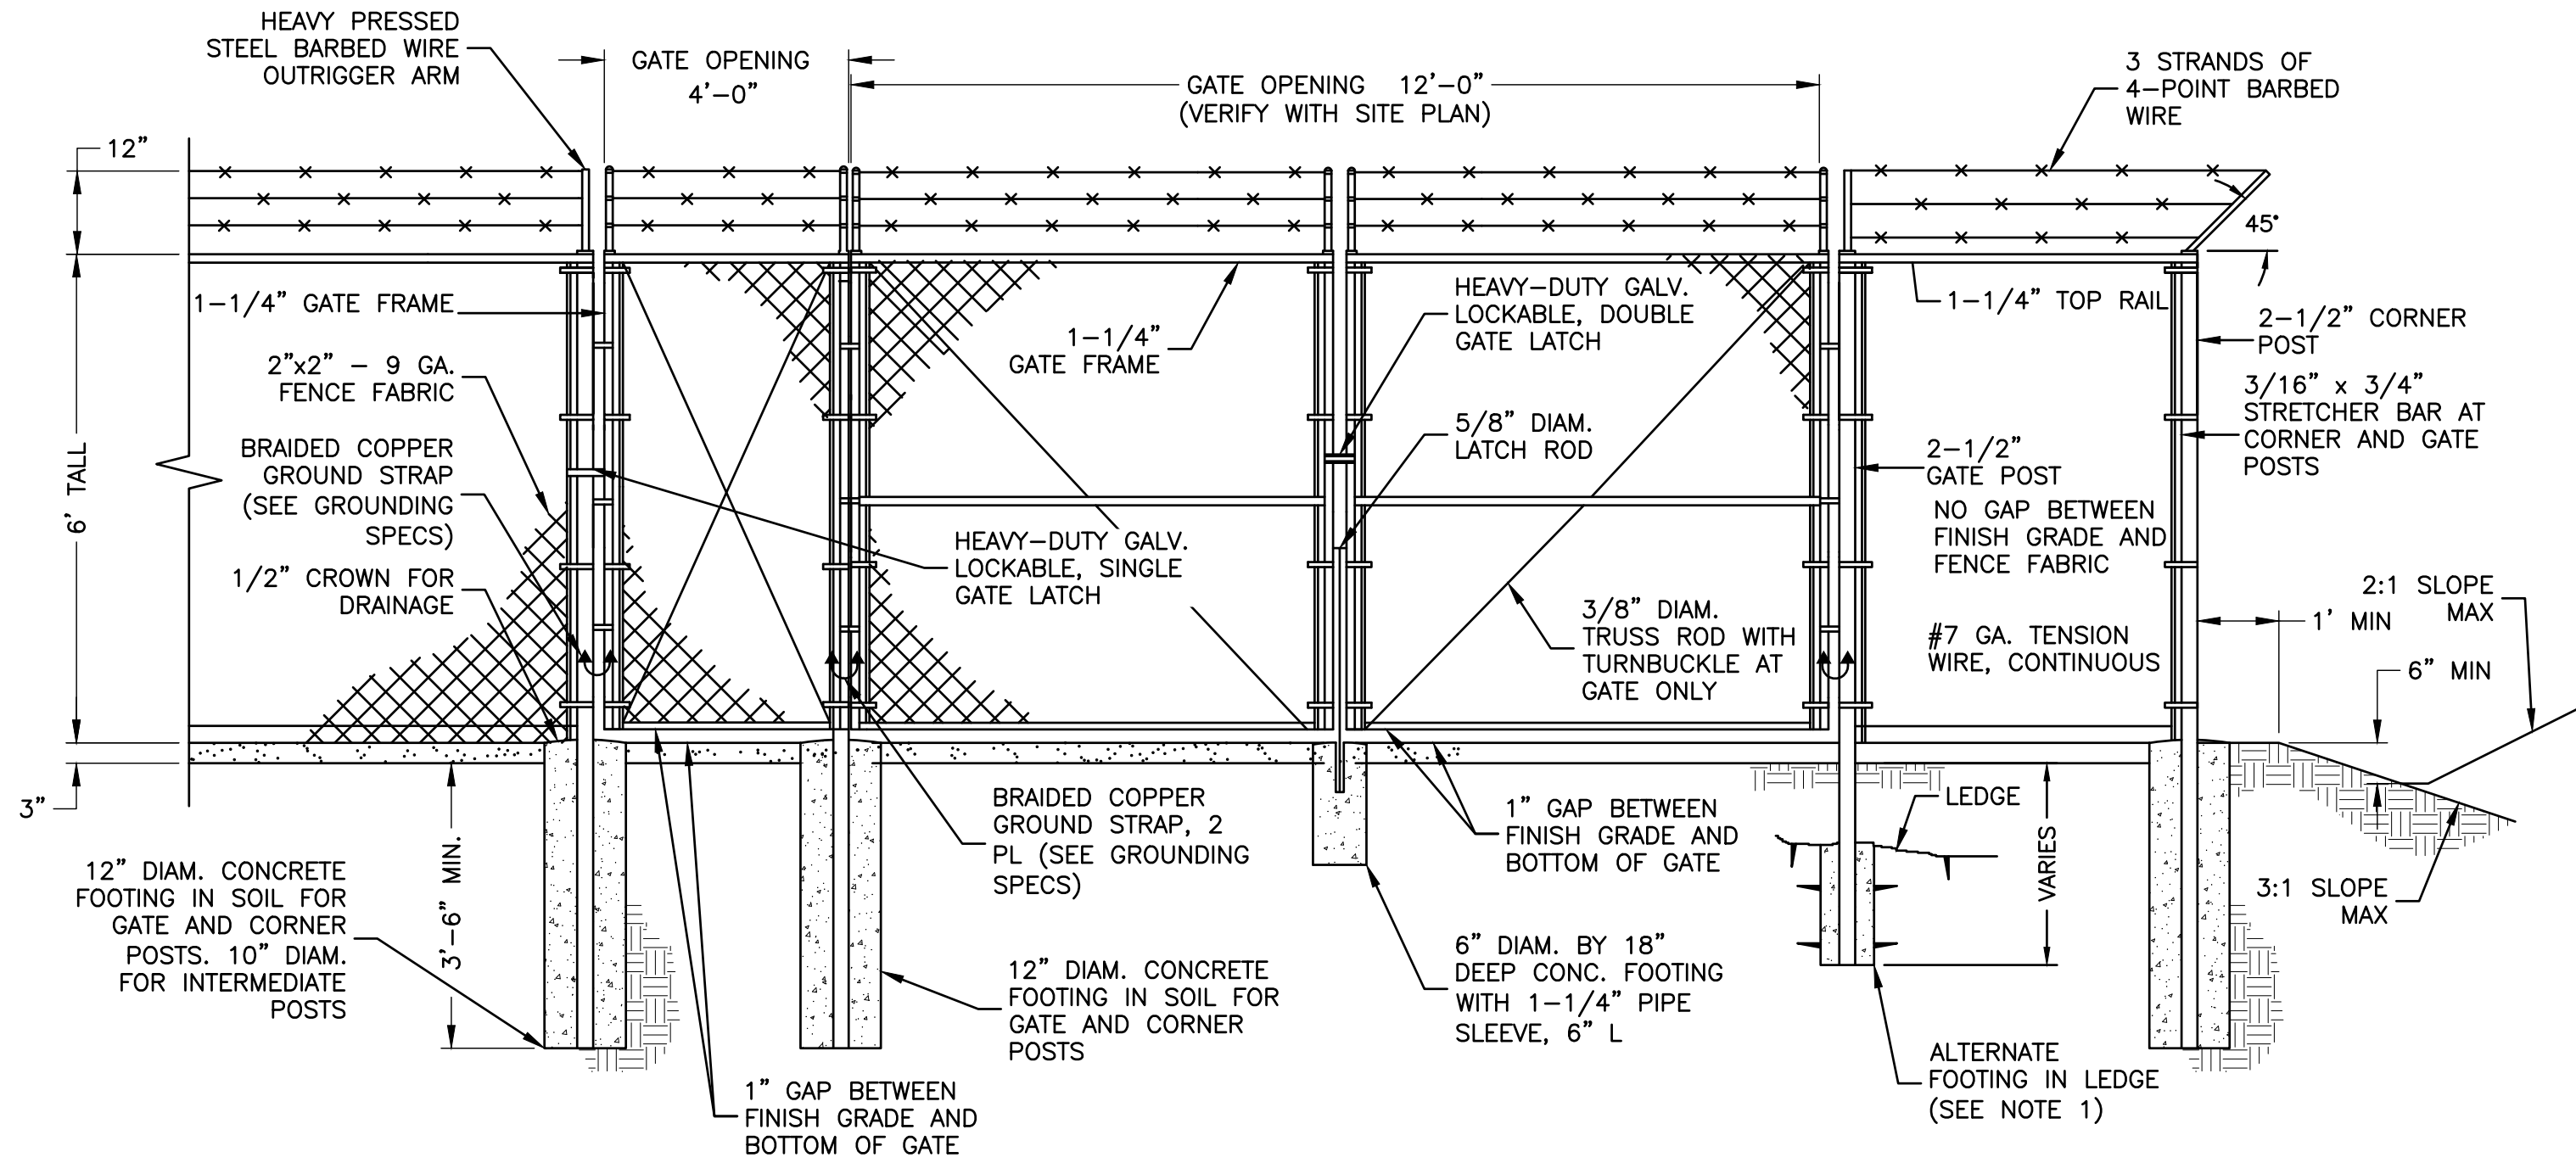 HEAVY PRESSED
STEEL BARBED WIRE
OUTRIGGER ARM
GATE OPENING
4'-0"
GATE OPENING 12'-0"
(VERIFY WITH SITE PLAN)
3 STRANDS OF
4-POINT BARBED
WIRE
12"
45°
6' TALL
3"
1-1/4" GATE FRAME
2"x2" - 9 GA.
FENCE FABRIC
BRAIDED COPPER
GROUND STRAP
(SEE GROUNDING
SPECS)
1/2" CROWN FOR
DRAINAGE
1-1/4"
GATE FRAME
HEAVY-DUTY GALV.
LOCKABLE, DOUBLE
GATE LATCH
5/8" DIAM.
LATCH ROD
HEAVY-DUTY GALV.
LOCKABLE, SINGLE
GATE LATCH
3/8" DIAM.
TRUSS ROD WITH
TURNBUCKLE AT
GATE ONLY
1-1/4" TOP RAIL
2-1/2" CORNER
POST
3/16" x 3/4"
STRETCHER BAR AT
CORNER AND GATE
POSTS
2-1/2"
GATE POST
NO GAP BETWEEN
FINISH GRADE AND
FENCE FABRIC
#7 GA. TENSION
WIRE, CONTINUOUS
2:1 SLOPE
MAX
1' MIN
6" MIN
3:1 SLOPE
MAX
12" DIAM. CONCRETE
FOOTING IN SOIL FOR
GATE AND CORNER
POSTS. 10" DIAM.
FOR INTERMEDIATE
POSTS
3'-6" MIN.
BRAIDED COPPER
GROUND STRAP, 2
PL (SEE GROUNDING
SPECS)
12" DIAM. CONCRETE
FOOTING IN SOIL FOR
GATE AND CORNER
POSTS
1" GAP BETWEEN
FINISH GRADE AND
BOTTOM OF GATE
1" GAP BETWEEN
FINISH GRADE AND
BOTTOM OF GATE
6" DIAM. BY 18"
DEEP CONC. FOOTING
WITH 1-1/4" PIPE
SLEEVE, 6" L
LEDGE
VARIES
ALTERNATE
FOOTING IN LEDGE
(SEE NOTE 1)